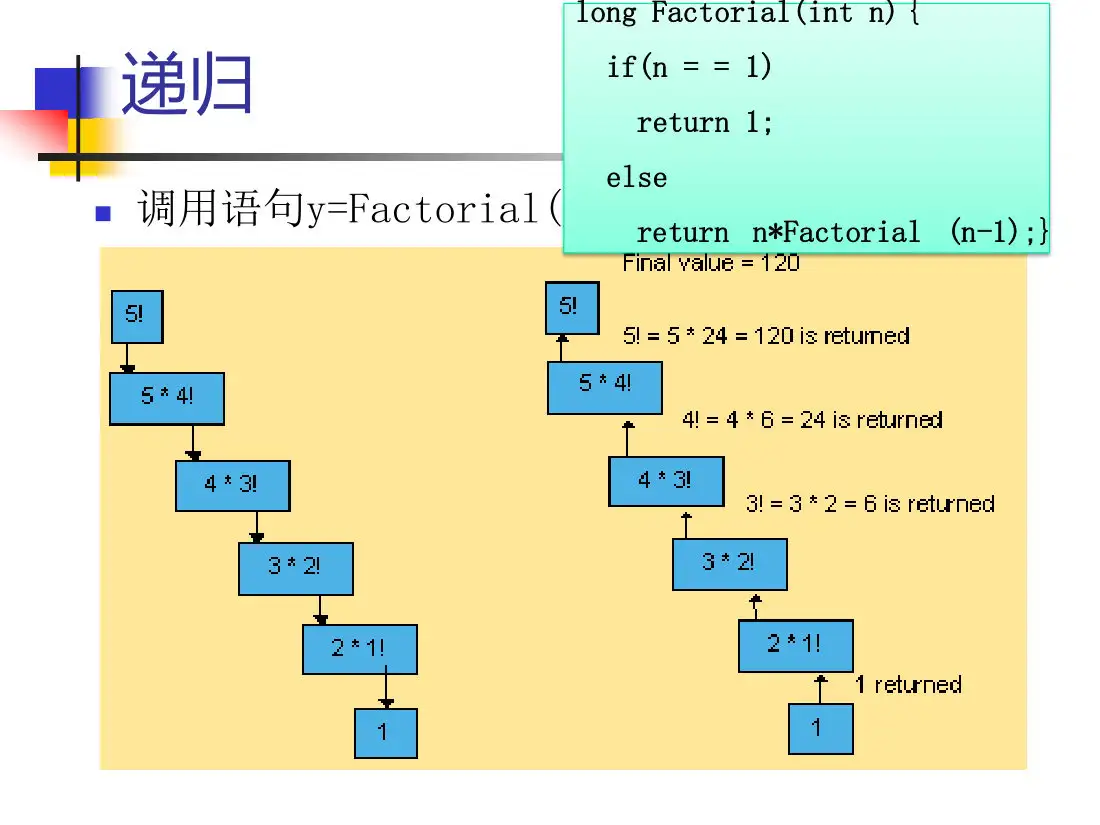 递归
long Factorial(int n) {
if(n = = 1)
return 1;
else
return n*Factorial (n-1);}
调用语句y=Factorial(
Final value = 120
5!
5 * 4!
4 * 3!
3 * 2!
2 * 1!
1
5!
5! = 5 * 24 = 120 is returned
5 * 4!
4! = 4 * 6 = 24 is returned
4 * 3!
3! = 3 * 2 = 6 is returned
3 * 2!
2 * 1!
1 returned
1